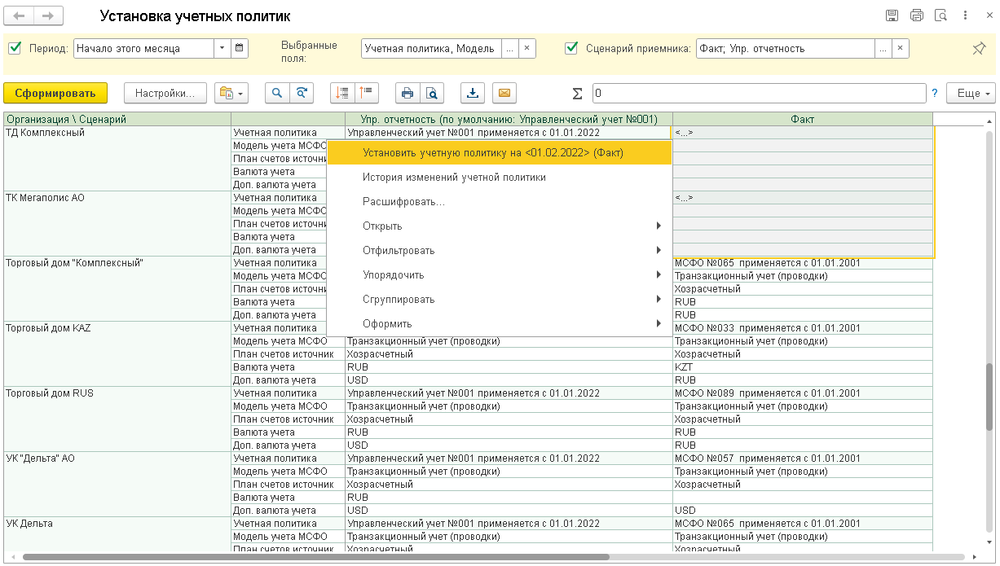 Установка учетных политик
Период: Начало этого месяца Выбранные поля: Учетная политика, Модель ... × Сценарий приемника: Факт; Упр. отчетность ... ×
Сформировать Настройки... Σ 0 ? Еще
Организация \ Сценарий Упр. отчетность (по умолчанию: Управленческий учет №001) Факт
ТД Комплексный Учетная политика Управленческий учет №001 применяется с 01.01.2022 <...>
Модель учета МСФО
План счетов источник
Валюта учета
Доп. валюта учета
ТК Мегаполис АО Учетная политика <...>
Модель учета МСФО
План счетов источн
Валюта учета
Доп. валюта учета
Установить учетную политику на <01.02.2022> (Факт)
История изменений учетной политики
Расшифровать...
Открыть
Отфильтровать
Упорядочить
Сгруппировать
Оформить
Торговый дом "Комплексный" Учетная политика МСФО №065 применяется с 01.01.2001
Модель учета МСФО Транзакционный учет (проводки)
План счетов источн Хозрасчетный
Валюта учета RUB
Доп. валюта учета RUB
Торговый дом KAZ Учетная политика МСФО №033 применяется с 01.01.2001
Модель учета МСФО Транзакционный учет (проводки) Транзакционный учет (проводки)
План счетов источник Хозрасчетный Хозрасчетный
Валюта учета RUB KZT
Доп. валюта учета USD RUB
Торговый дом RUS Учетная политика Управленческий учет №001 применяется с 01.01.2022 МСФО №089 применяется с 01.01.2001
Модель учета МСФО Транзакционный учет (проводки) Транзакционный учет (проводки)
План счетов источник Хозрасчетный Хозрасчетный
Валюта учета RUB RUB
Доп. валюта учета USD RUB
УК "Дельта" АО Учетная политика Управленческий учет №001 применяется с 01.01.2022 МСФО №057 применяется с 01.01.2001
Модель учета МСФО Транзакционный учет (проводки) Транзакционный учет (проводки)
План счетов источник Хозрасчетный Хозрасчетный
Валюта учета RUB
Доп. валюта учета USD USD
УК Дельта Учетная политика Управленческий учет №001 применяется с 01.01.2022 МСФО №065 применяется с 01.01.2001
Модель учета МСФО Транзакционный учет (проводки) Транзакционный учет (проводки)
План счетов источник Хозрасчетный Хозрасчетный